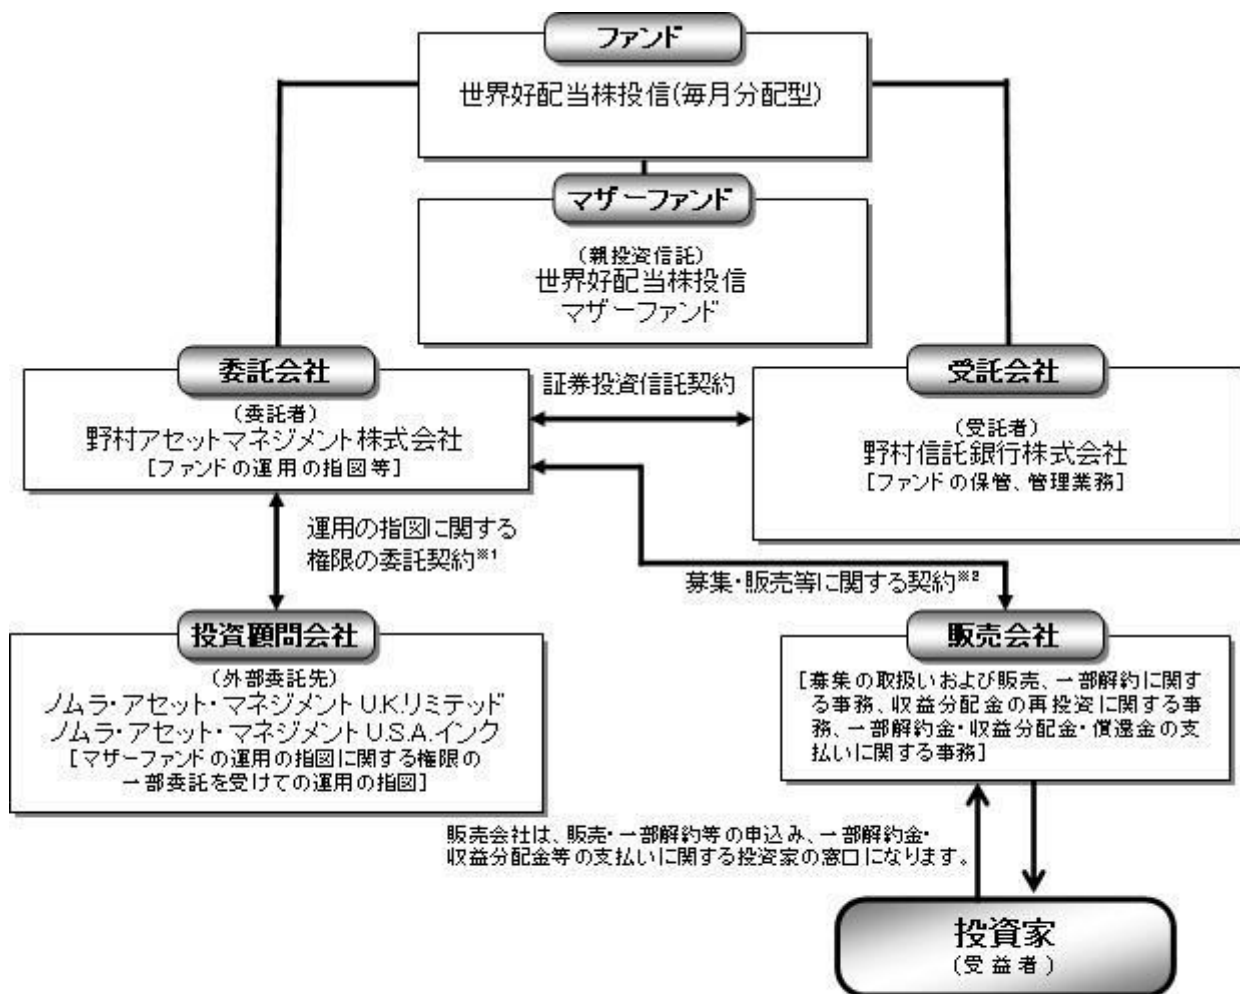 ファンド
世界好配当株投信(毎月分配型)
マザーファンド
(親投資信託)
世界好配当株投信
マザーファンド
委託会社
(委託者)
野村アセットマネジメント株式会社
[ファンドの運用の指図等]
証券投資信託契約
受託会社
(受託者)
野村信託銀行株式会社
[ファンドの保管、管理業務]
運用の指図に関する
権限の委託契約※1
募集・販売等に関する契約※2
投資顧問会社
(外部委託先)
ノムラ・アセット・マネジメントU.K.リミテッド
ノムラ・アセット・マネジメントU.S.A.インク
[マザーファンドの運用の指図に関する権限の
一部委託を受けての運用の指図]
販売会社
[募集の取扱いおよび販売、一部解約に関す
る事務、収益分配金の再投資に関する事
務、一部解約金・収益分配金・償還金の支
払いに関する事務]
販売会社は、販売・一部解約等の申込み、一部解約金・
収益分配金等の支払いに関する投資家の窓口になります。
投資家
(受益者)